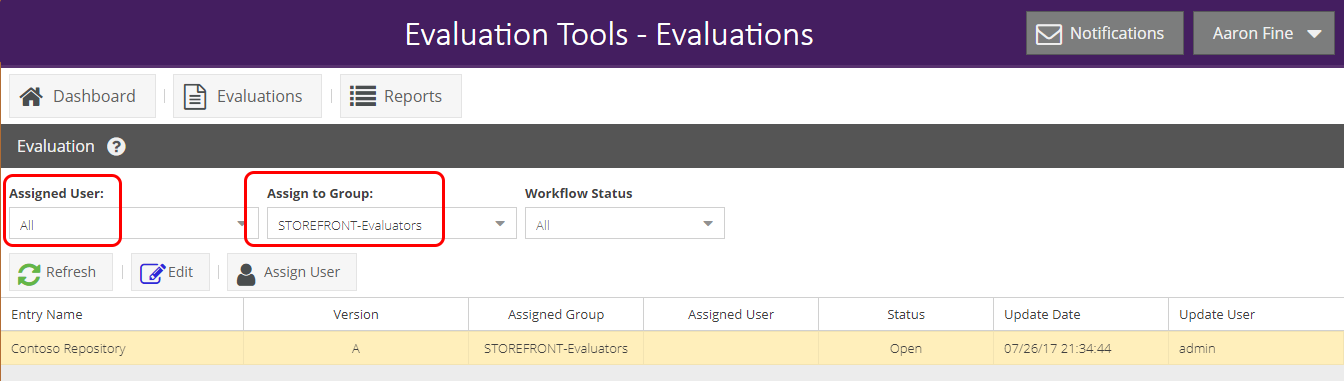 Evaluation Tools - Evaluations
Notifications
Aaron Fine
Dashboard
Evaluations
Reports
Evaluation ?
Assigned User: Assign to Group: Workflow Status
All STOREFRONT-Evaluators All
Refresh Edit Assign User
Entry Name Version Assigned Group Assigned User Status Update Date Update User
Contoso Repository A STOREFRONT-Evaluators Open 07/26/17 21:34:44 admin